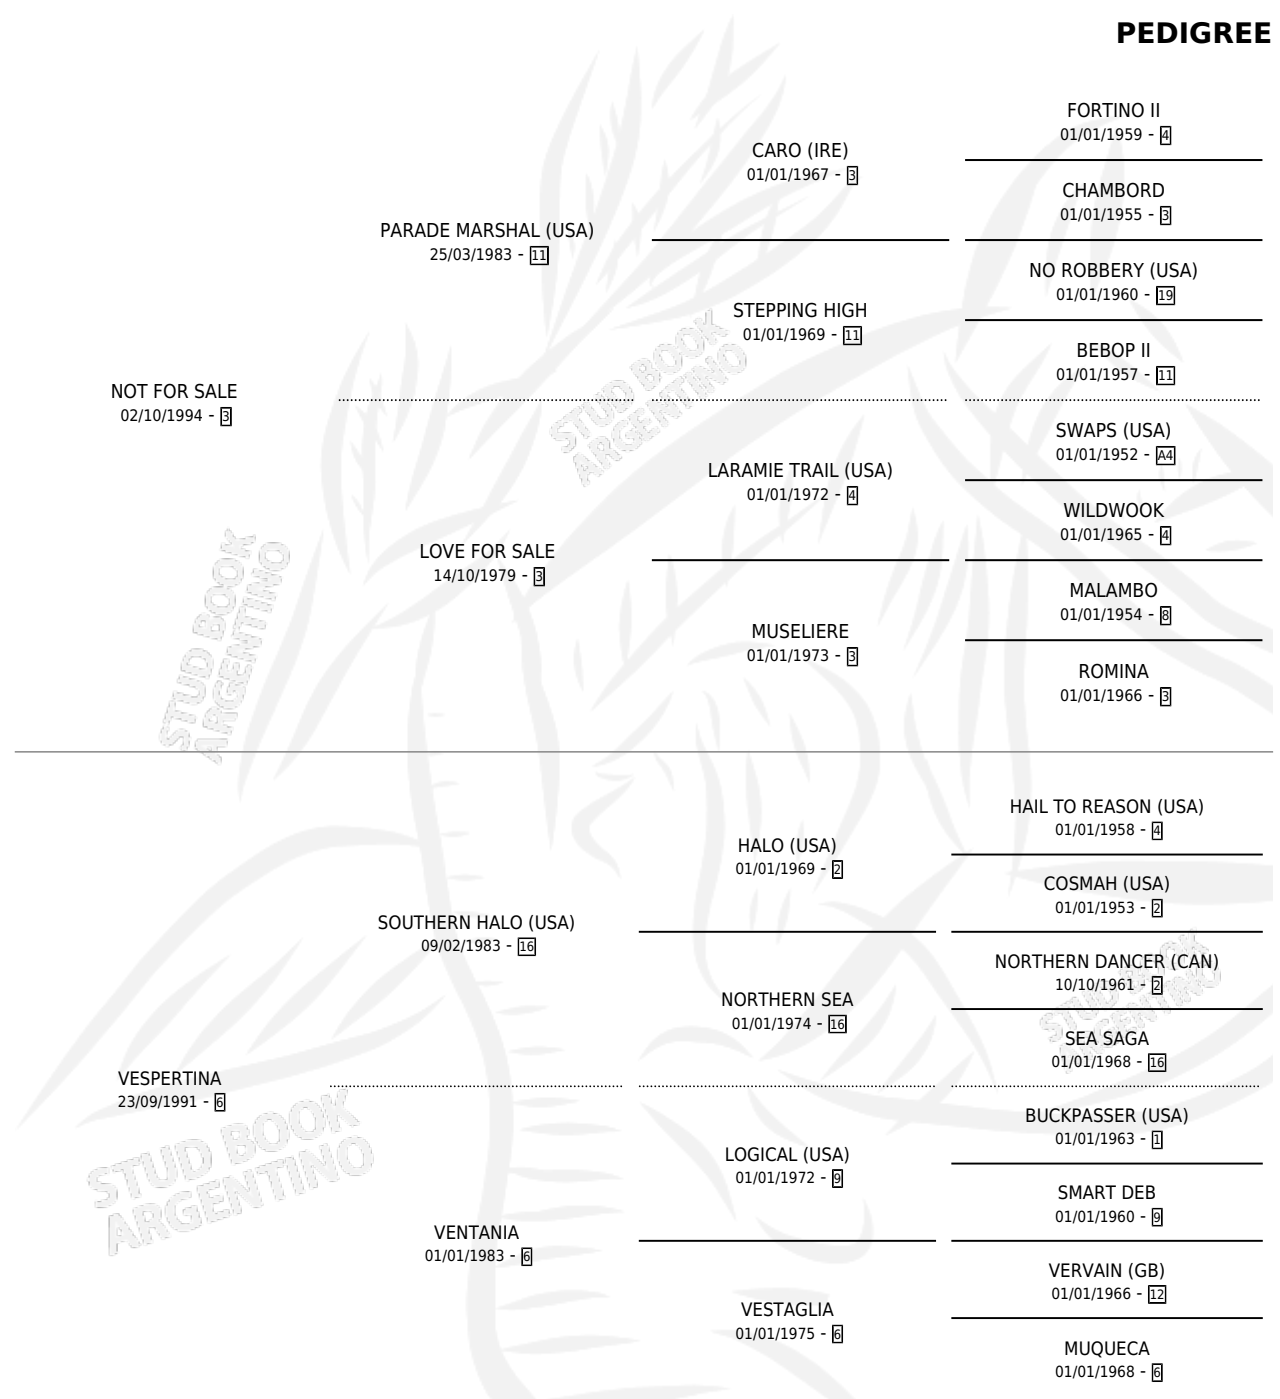 PEDIGREE
FORTINO II
01/01/1959 - 4
CARO (IRE)
01/01/1967 - 3
CHAMBORD
01/01/1955 - 3
PARADE MARSHAL (USA)
25/03/1983 - 11
NO ROBBERY (USA)
01/01/1960 - 19
STEPPING HIGH
01/01/1969 - 11
BEBOP II
01/01/1957 - 11
NOT FOR SALE
02/10/1994 - 3
SWAPS (USA)
01/01/1952 - A4
LARAMIE TRAIL (USA)
01/01/1972 - 4
WILDWOOK
01/01/1965 - 4
LOVE FOR SALE
14/10/1979 - 3
MALAMBO
01/01/1954 - 8
MUSELIERE
01/01/1973 - 3
ROMINA
01/01/1966 - 3
HAIL TO REASON (USA)
01/01/1958 - 4
HALO (USA)
01/01/1969 - 2
COSMAH (USA)
01/01/1953 - 2
SOUTHERN HALO (USA)
09/02/1983 - 16
NORTHERN DANCER (CAN)
10/10/1961 - 2
NORTHERN SEA
01/01/1974 - 16
SEA SAGA
01/01/1968 - 16
VESPERTINA
23/09/1991 - 6
BUCKPASSER (USA)
01/01/1963 - 1
LOGICAL (USA)
01/01/1972 - 9
SMART DEB
01/01/1960 - 9
VENTANIA
01/01/1983 - 6
VERVAIN (GB)
01/01/1966 - 12
VESTAGLIA
01/01/1975 - 6
MUQUECA
01/01/1968 - 6
STUD BOOK
ARGENTINO
STUD BOOK
ARGENTINO
STUD BOOK
ARGENTINO
STUD BOOK
ARGENTINO